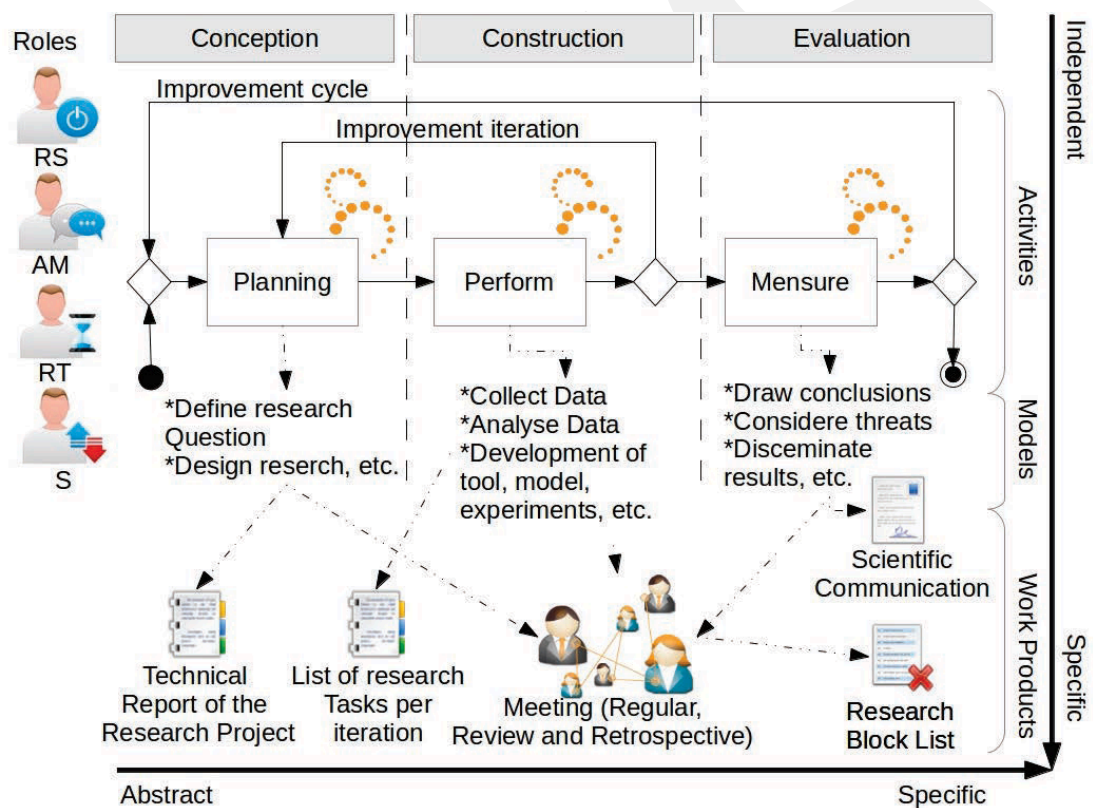 Roles
Conception
Construction
Evaluation
Independent
Improvement cycle
Improvement iteration
RS
AM
RT
S
Planning
Perform
Mensure
Activities
*Define research
Question
*Design reserch, etc.
*Collect Data
*Analyse Data
*Development of
tool, model,
experiments, etc.
*Draw conclusions
*Considere threats
*Disceminate
results, etc.
Models
Scientific
Communication
Technical
Report of the
Research Project
List of research
Tasks per
iteration
Meeting (Regular,
Review and Retrospective)
Research
Block List
Work Products
Specific
Abstract
Specific